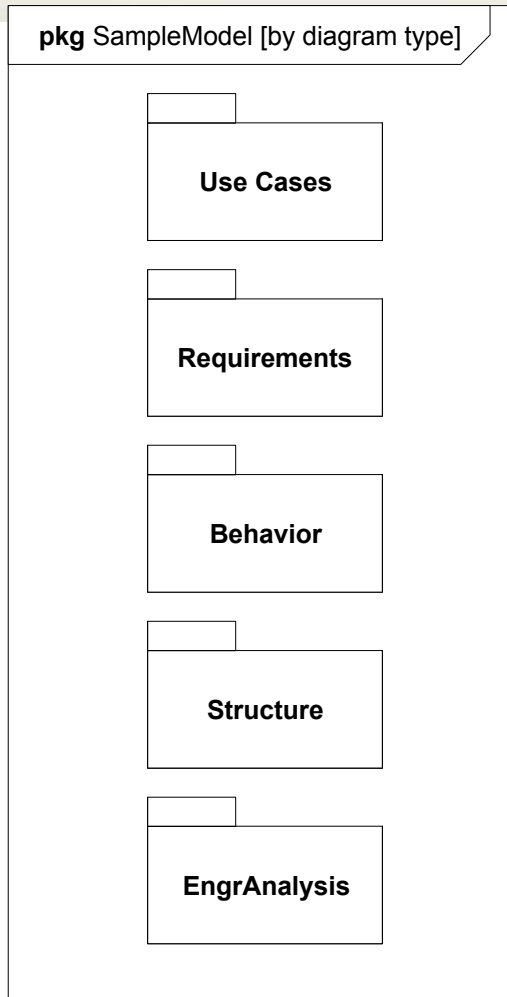 pkg SampleModel [by diagram type]
Use Cases
Requirements
Behavior
Structure
EngrAnalysis